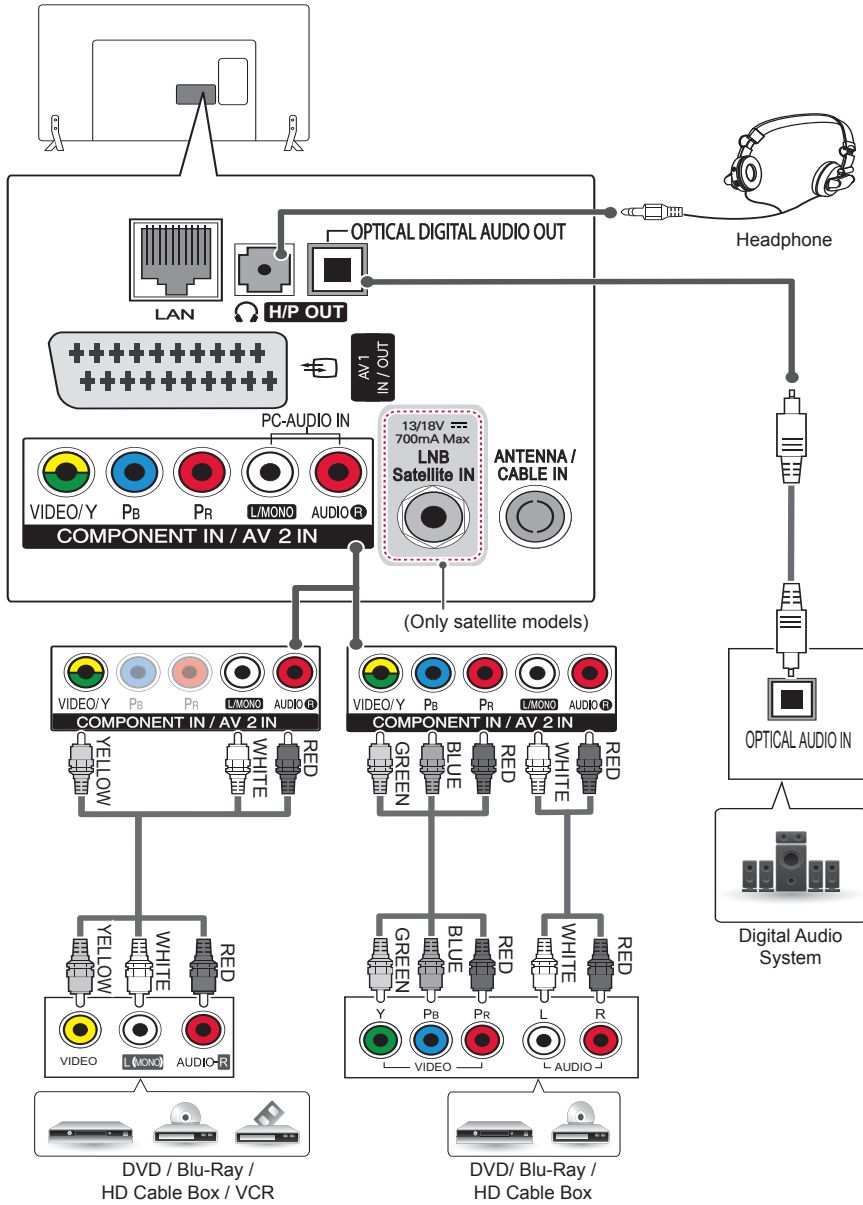 Headphone
OPTICAL DIGITAL AUDIO OUT
LAN
H/P OUT
AV1
IN / OUT
PC-AUDIO IN
13/18V
700mA Max
LNB
Satellite IN
ANTENNA /
CABLE IN
VIDEO/ Y PB PR L/MONO AUDIO R
COMPONENT IN / AV 2 IN
(Only satellite models)
VIDEO/Y PB PR L/MONO AUDIO R
COMPONENT IN / AV 2 IN
VIDEO/Y PB PR L/MONO AUDIO R
COMPONENT IN / AV 2 IN
YELLOW WHITE RED
GREEN BLUE RED WHITE RED
OPTICAL AUDIO IN
Digital Audio
System
YELLOW WHITE RED
GREEN BLUE RED WHITE RED
VIDEO L(MONO) AUDIO-R
Y PB PR L R
VIDEO AUDIO
DVD / Blu-Ray /
HD Cable Box / VCR
DVD/ Blu-Ray /
HD Cable Box